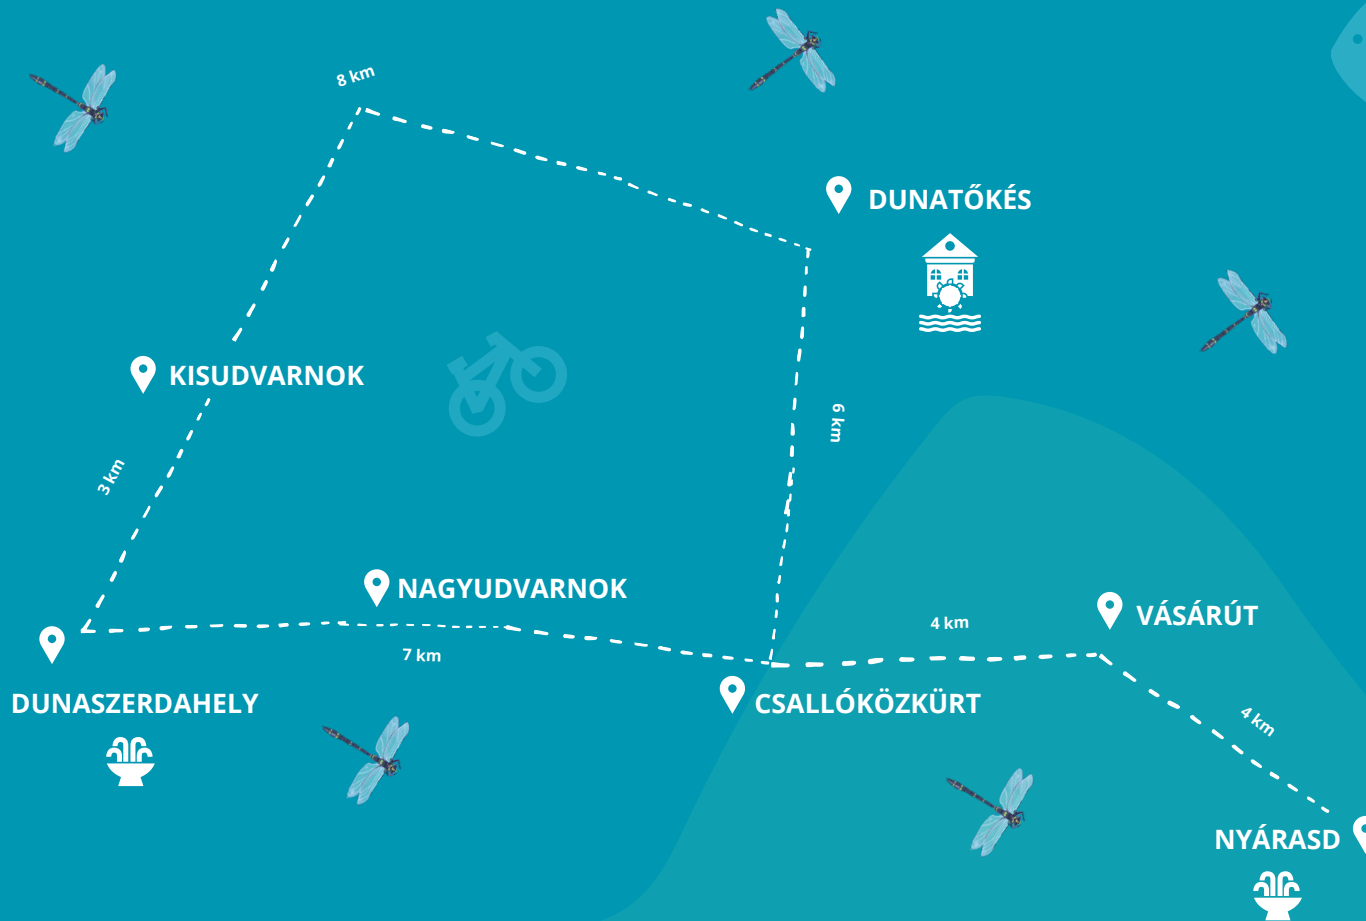 8 km
DUNATŐKÉS
KISUDVARNOK
6 km
3 km
NAGYUDVARNOK
4 km
VÁSÁRÚT
7 km
DUNASZERDAHELY
CSALLÓKÖZKÜRT
4 km
NYÁRASD